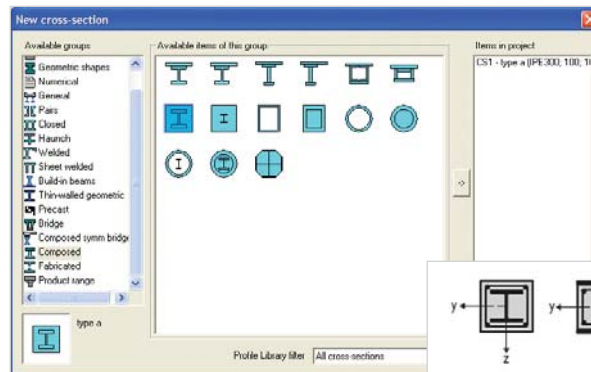 New cross-section
Available groups
Available items of this group
Items in project
Geometric shapes
Numerical
General
Pairs
Closed
Haunch
Welded
Sheet welded
Build-in beams
Thin-walled geometric
Precast
Bridge
Composed symm bridge
Composed
Fabricated
Product range
CS1 - type a (IPE300; 100; 10
->
type a
Profile Library filter
All cross-sections
y
z
y